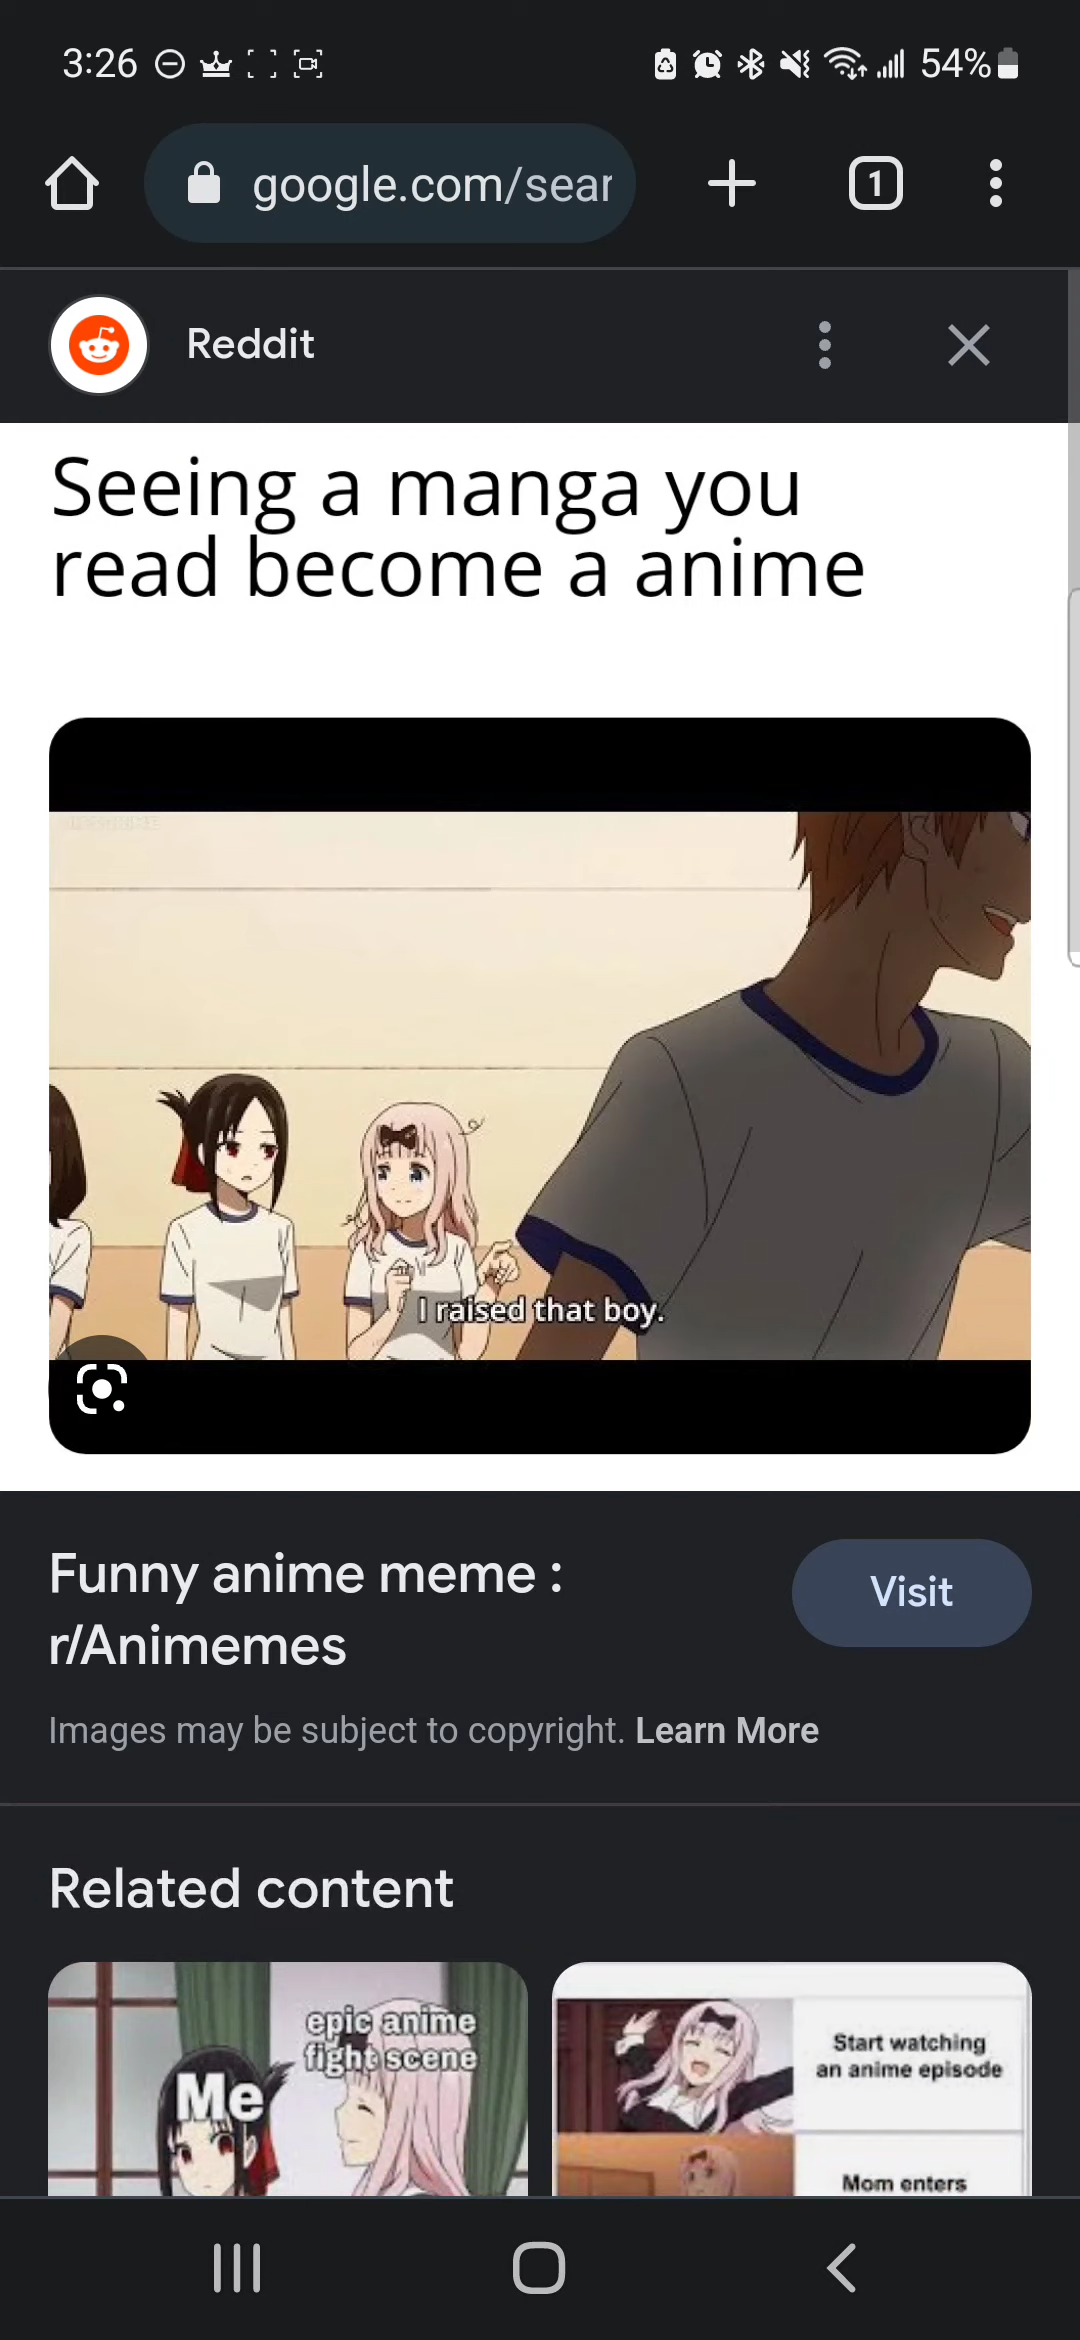 3:26
54%
google.com/sear
1
Reddit
Seeing a manga you
read become a anime
I raised that boy.
Funny anime meme :
r/Animemes
Visit
Images may be subject to copyright. Learn More
Related content
epic anime
fight scene
Me
Start watching
an anime episode
Mom enters